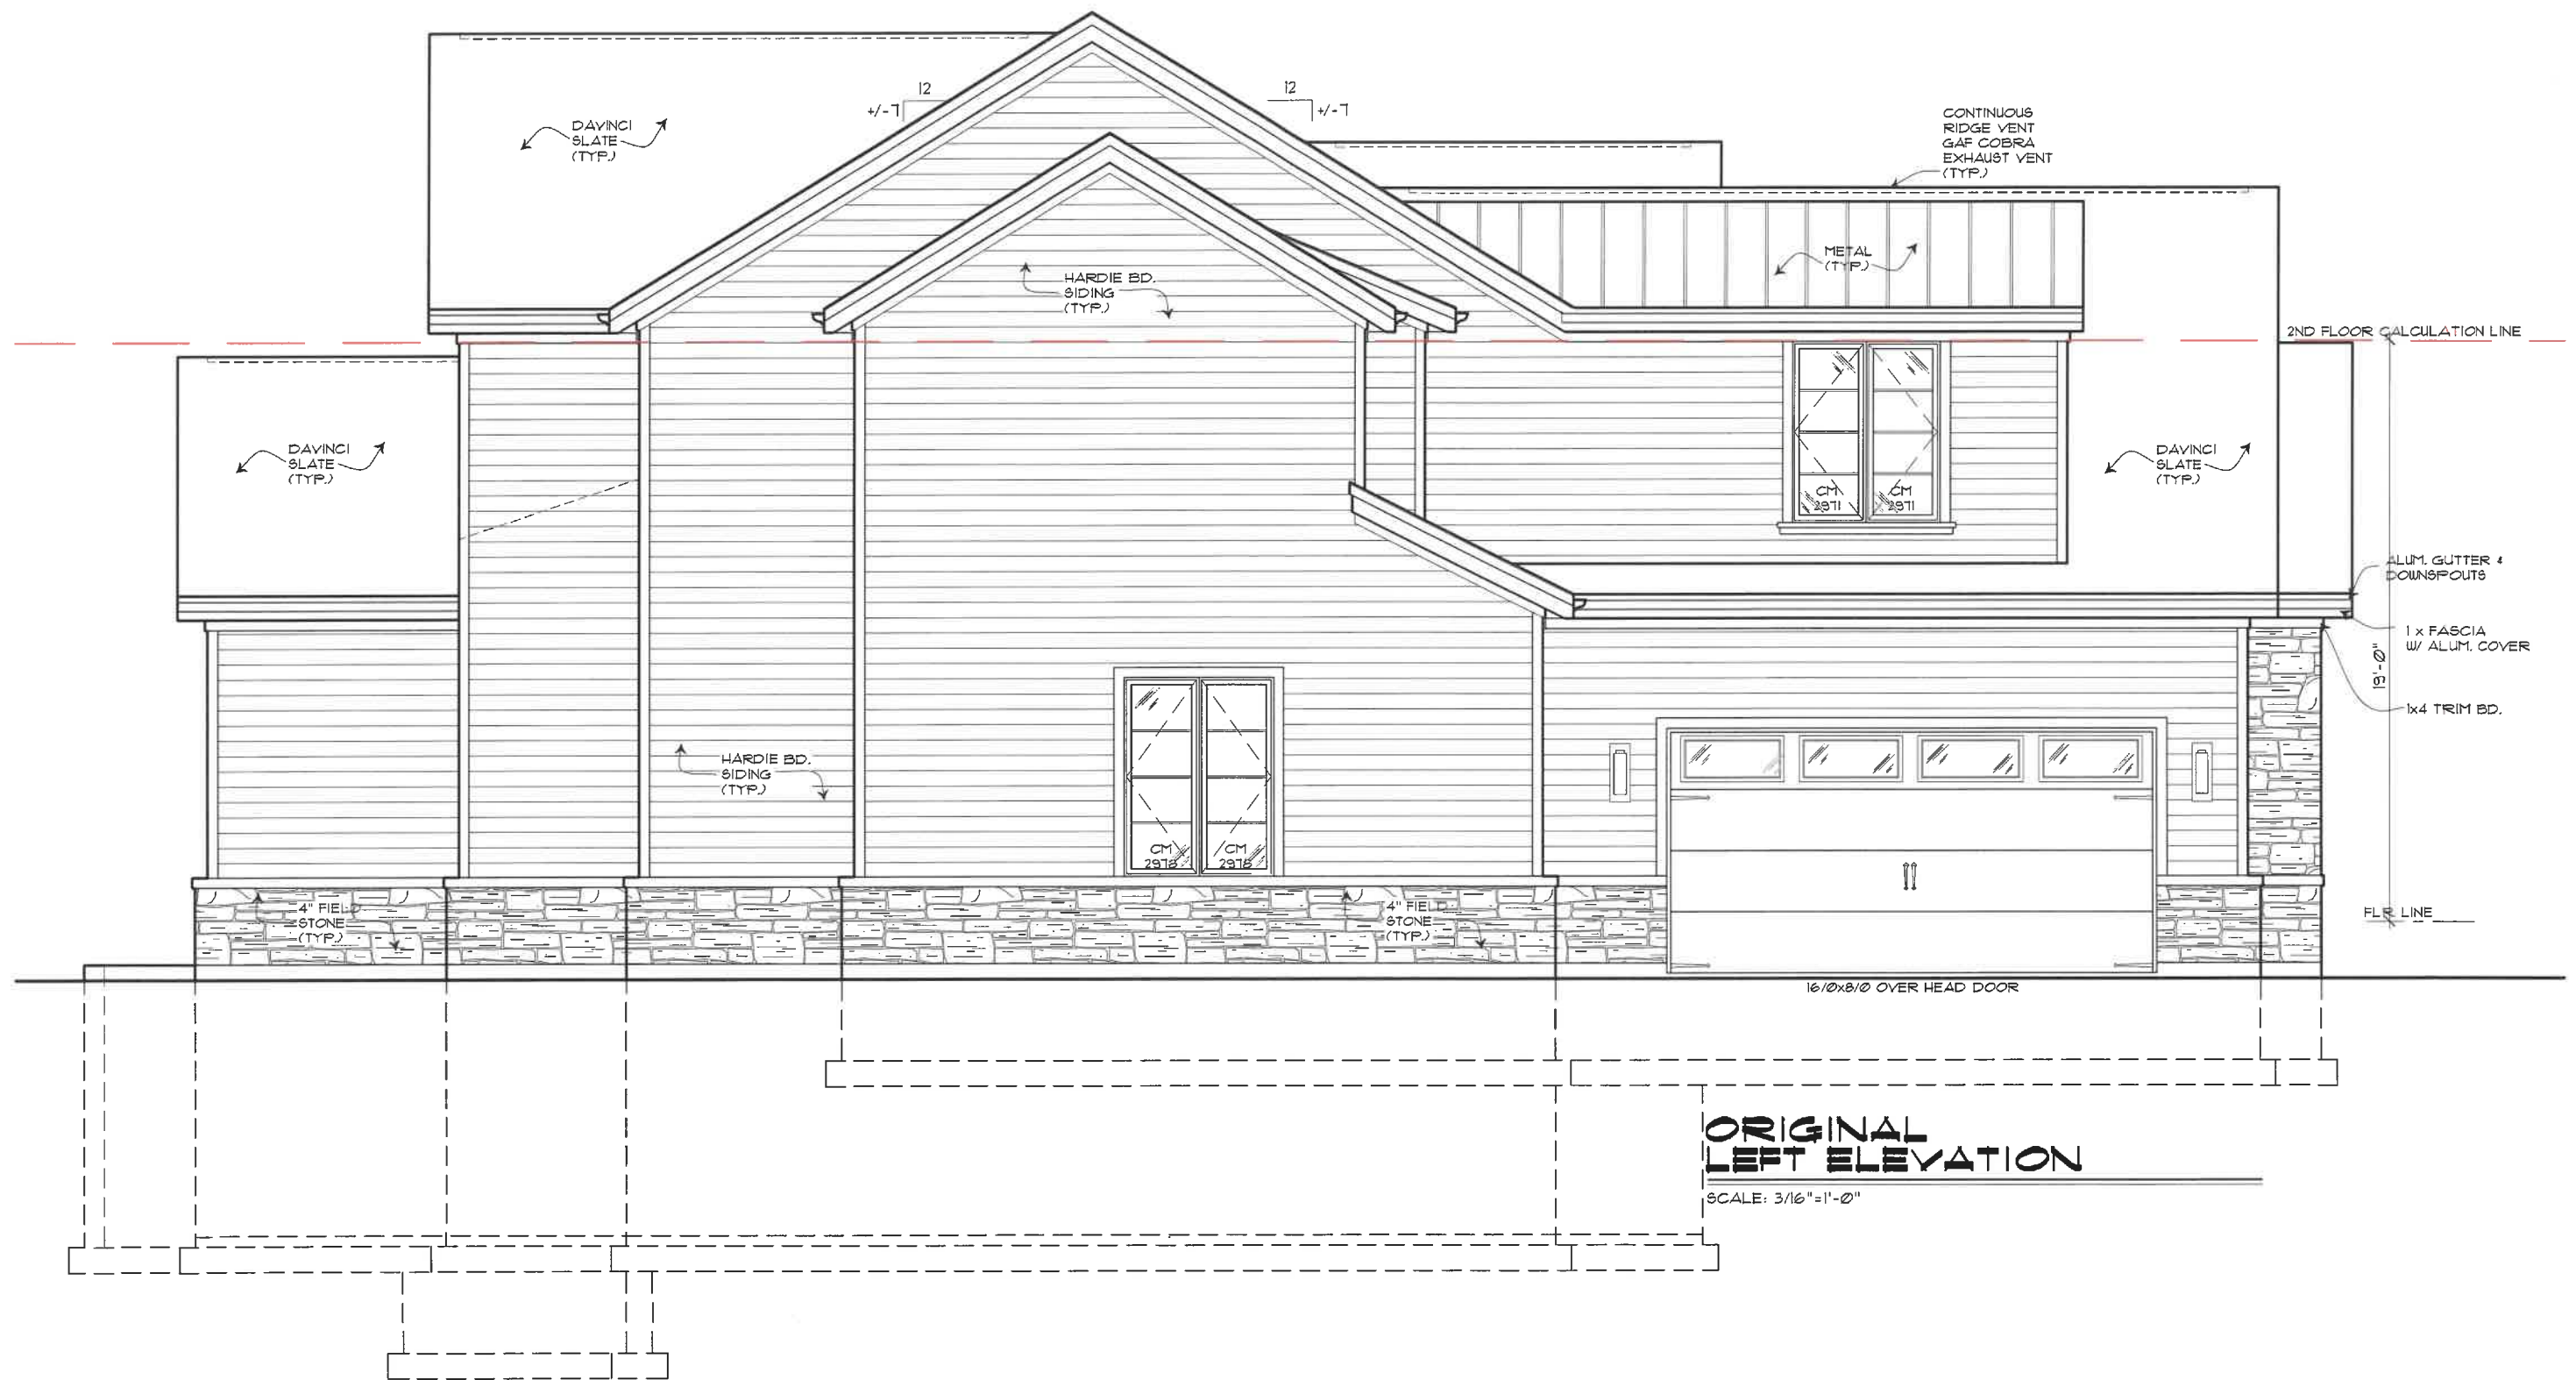 12
+/-7
12
+/-7
DAVINCI
SLATE
(TYP.)
CONTINUOUS
RIDGE VENT
GAF COBRA
EXHAUST VENT
(TYP.)
METAL
(TYP.)
HARDIE BD.
SIDING
(TYP.)
2ND FLOOR CALCULATION LINE
DAVINCI
SLATE
(TYP.)
DAVINCI
SLATE
(TYP.)
CM
2971
CM
2971
ALUM. GUTTER &
DOWNSPOUTS
1 x FASCIA
W/ ALUM. COVER
19'-0"
1x4 TRIM BD.
HARDIE BD.
SIDING
(TYP.)
CM
2978
CM
2978
4" FIELD
STONE
(TYP.)
4" FIELD
STONE
(TYP.)
FLR LINE
16/0x8/0 OVER HEAD DOOR
ORIGINAL
LEFT ELEVATION
SCALE: 3/16"=1'-0"